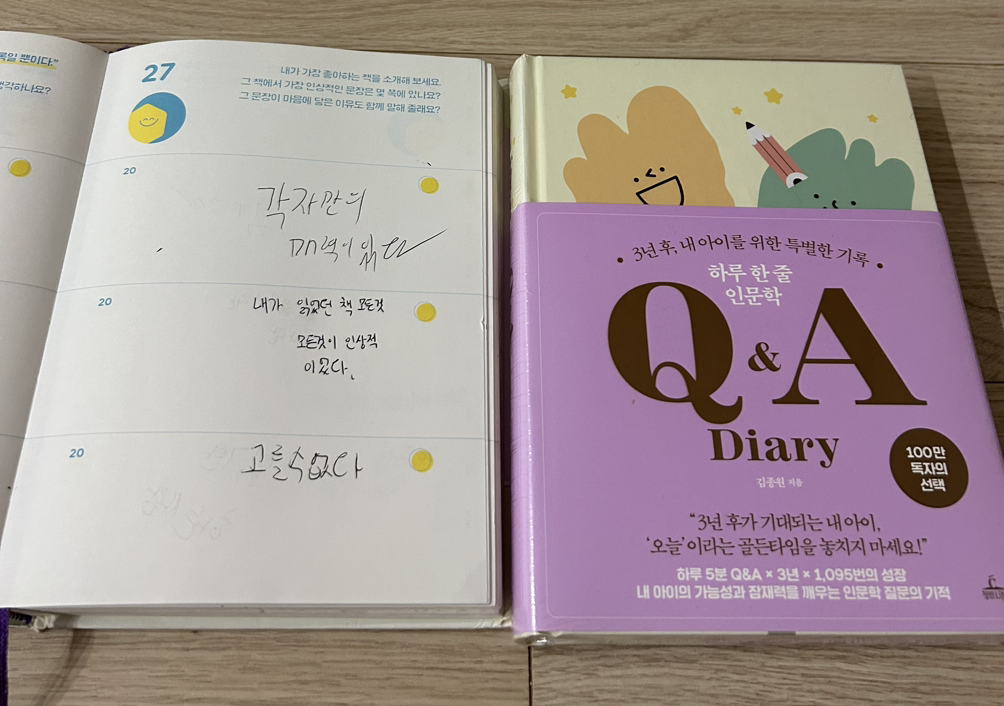 록일 뿐이다."
생각하나요?
27
내가 가장 좋아하는 책을 소개해 보세요.
그 책에서 가장 인상적인 문장은 몇 쪽에 있나요?
그 문장이 마음에 닿은 이유도 함께 말해 줄래요?
20
각자만의
매력이 있다
20
내가 읽었던 책 모든것
모든것이 인상적
이였다.
20
고를수없다
3년 후, 내 아이를 위한 특별한 기록
하루 한 줄
인문학
Q & A
Diary
김종원 지음
100만
독자의
선택
"3년 후가 기대되는 내 아이,
'오늘'이라는 골든타임을 놓치지 마세요!"
하루 5분 Q&A × 3년 × 1,095번의 성장
내 아이의 가능성과 잠재력을 깨우는 인문학 질문의 기적